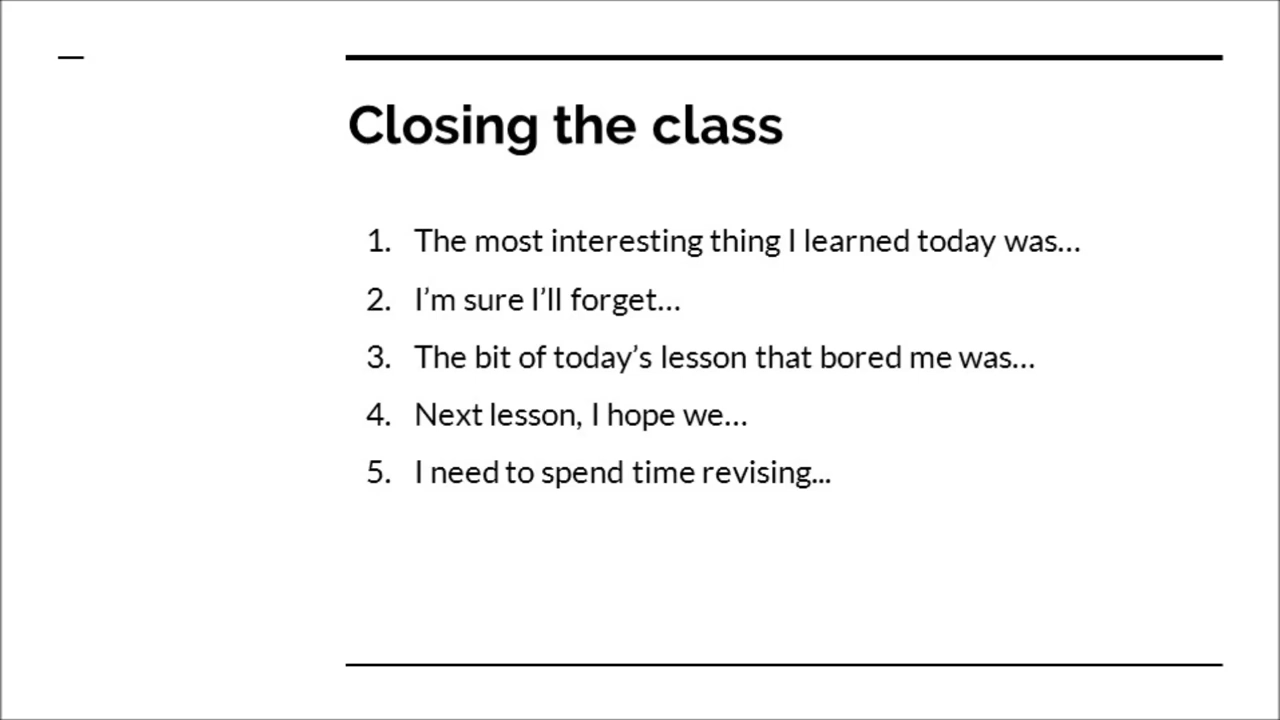 Closing the class
1. The most interesting thing I learned today was…
2. I’m sure I’ll forget…
3. The bit of today’s lesson that bored me was…
4. Next lesson, I hope we…
5. I need to spend time revising...